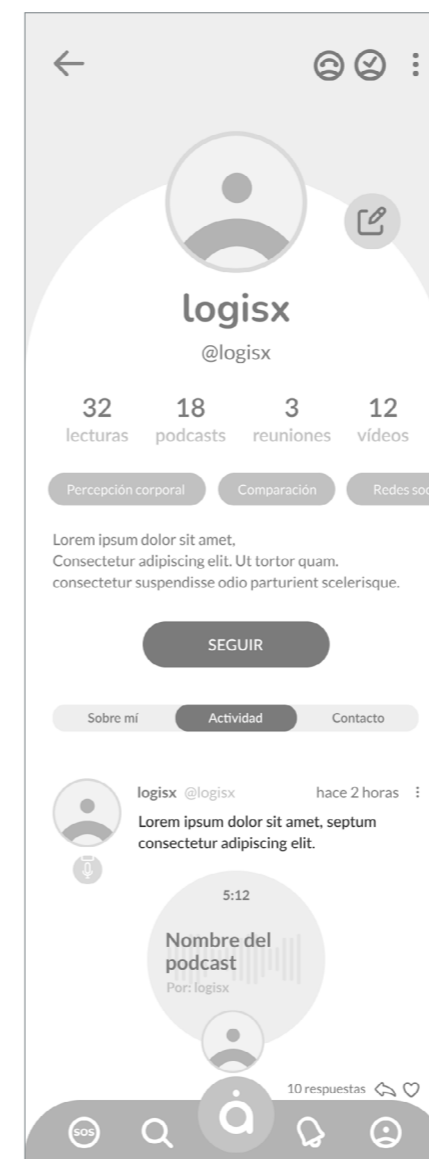 logisx
@logisx
32 18 3 12
lecturas podcasts reuniones vídeos
Percepción corporal Comparación Redes soc
Lorem ipsum dolor sit amet,
Consectetur adipiscing elit. Ut tortor quam.
consectetur suspendisse odio parturient scelerisque.
SEGUIR
Sobre mí Actividad Contacto
logisx @logisx hace 2 horas
Lorem ipsum dolor sit amet, septum
consectetur adipiscing elit.
5:12
Nombre del
podcast
Por: logisx
10 respuestas
SOS ȧ